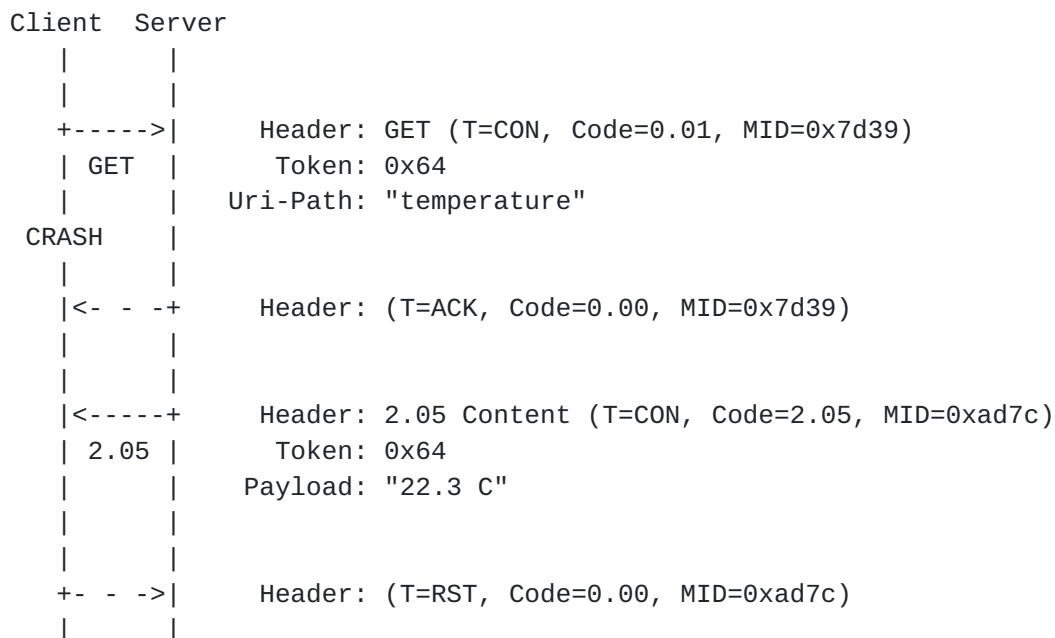 Client  Server
   |      |
   |      |
   +----->|     Header: GET (T=CON, Code=0.01, MID=0x7d39)
   | GET  |      Token: 0x64
   |      |   Uri-Path: "temperature"
 CRASH    |
   |      |
   |<- - -+     Header: (T=ACK, Code=0.00, MID=0x7d39)
   |      |
   |      |
   |<-----+     Header: 2.05 Content (T=CON, Code=2.05, MID=0xad7c)
   | 2.05 |      Token: 0x64
   |      |    Payload: "22.3 C"
   |      |
   |      |
   +- - ->|     Header: (T=RST, Code=0.00, MID=0xad7c)
   |      |